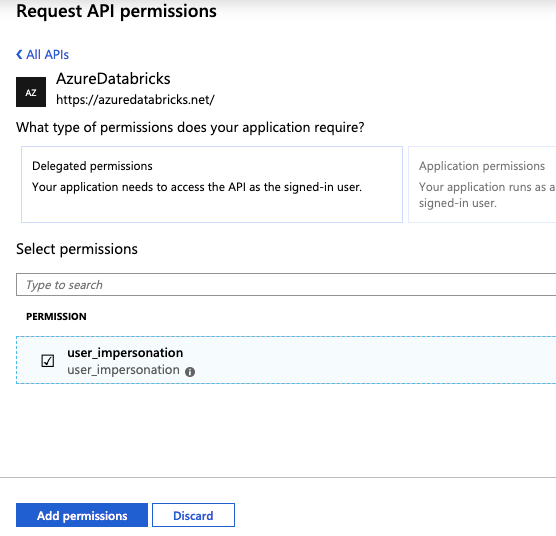 Request API permissions
All APIs
AZ
AzureDatabricks
https://azuredatabricks.net/
What type of permissions does your application require?
Delegated permissions
Your application needs to access the API as the signed-in user.
Application permissions
Your application runs as a
signed-in user.
Select permissions
Type to search
PERMISSION
user_impersonation
user_impersonation
Add permissions
Discard